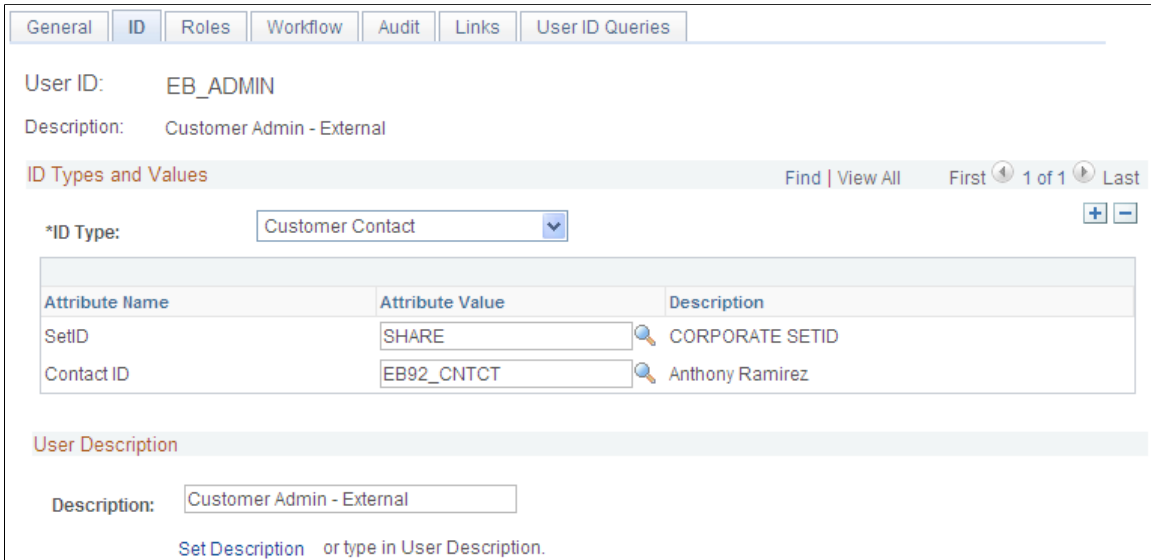 General ID Roles Workflow Audit Links User ID Queries
User ID: EB_ADMIN
Description: Customer Admin - External
ID Types and Values Find | View All First 1 of 1 Last
*ID Type: Customer Contact
Attribute Name Attribute Value Description
SetID SHARE CORPORATE SETID
Contact ID EB92_CNTCT Anthony Ramirez
User Description
Description: Customer Admin - External
Set Description or type in User Description.